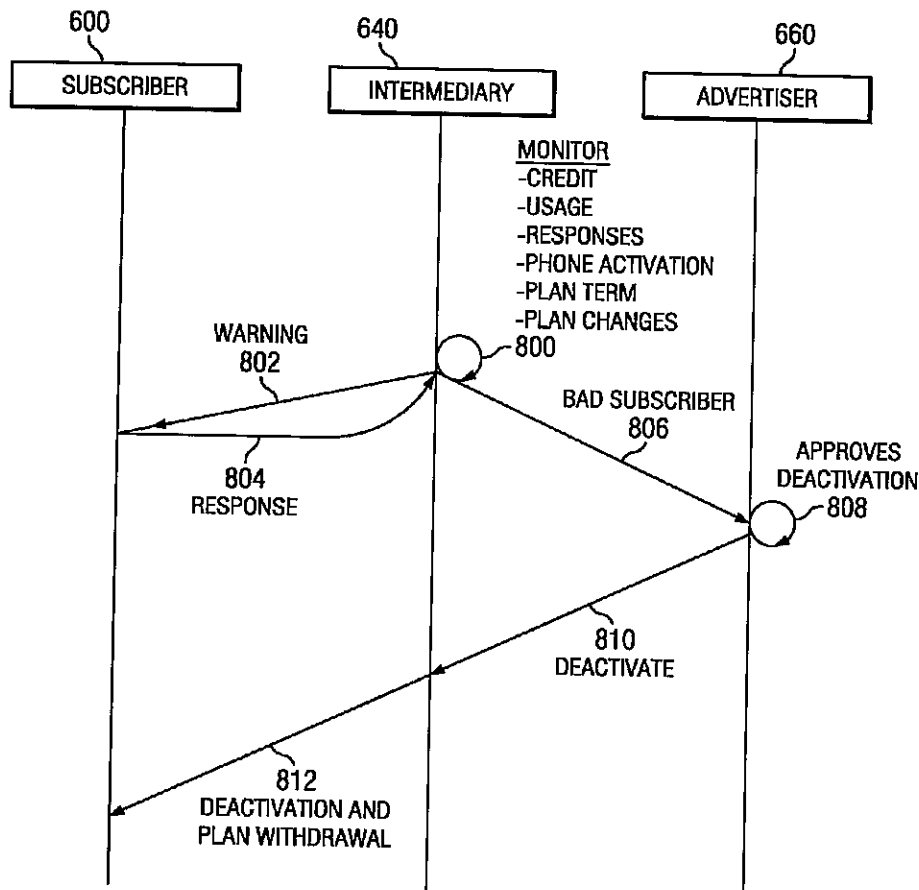 600
640
660
SUBSCRIBER
INTERMEDIARY
ADVERTISER
MONITOR
-CREDIT
-USAGE
-RESPONSES
-PHONE ACTIVATION
-PLAN TERM
-PLAN CHANGES
800
WARNING
802
804
RESPONSE
BAD SUBSCRIBER
806
APPROVES
DEACTIVATION
808
810
DEACTIVATE
812
DEACTIVATION AND
PLAN WITHDRAWAL